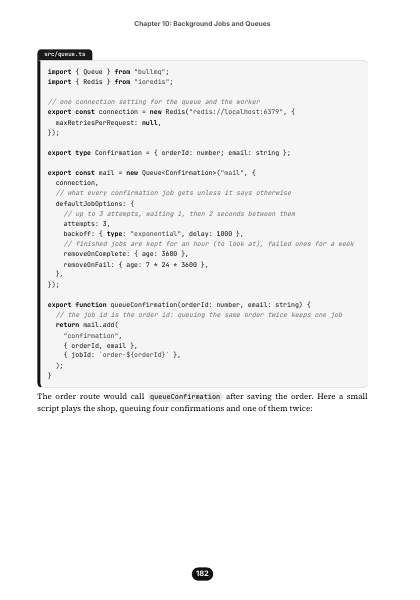 Chapter 10: Background Jobs and Queues
src/queue.ts
import { Queue } from "bullmq";
import { Redis } from "ioredis";
// one connection setting for the queue and the worker
export const connection = new Redis("redis://localhost:6379", {
  maxRetriesPerRequest: null,
});
export type Confirmation = { orderId: number; email: string };
export const mail = new Queue<Confirmation>("mail", {
  connection,
  // what every confirmation job gets unless it says otherwise
  defaultJobOptions: {
    // up to 3 attempts, waiting 1, then 2 seconds between them
    attempts: 3,
    backoff: { type: "exponential", delay: 1000 },
    // finished jobs are kept for an hour (to look at), failed ones for a week
    removeOnComplete: { age: 3600 },
    removeOnFail: { age: 7 * 24 * 3600 },
  },
});
export function queueConfirmation(orderId: number, email: string) {
  // the job id is the order id: queuing the same order twice keeps one job
  return mail.add(
    "confirmation",
    { orderId, email },
    { jobId: `order-${orderId}` },
  );
}
The order route would call queueConfirmation after saving the order. Here a small
script plays the shop, queuing four confirmations and one of them twice:
182